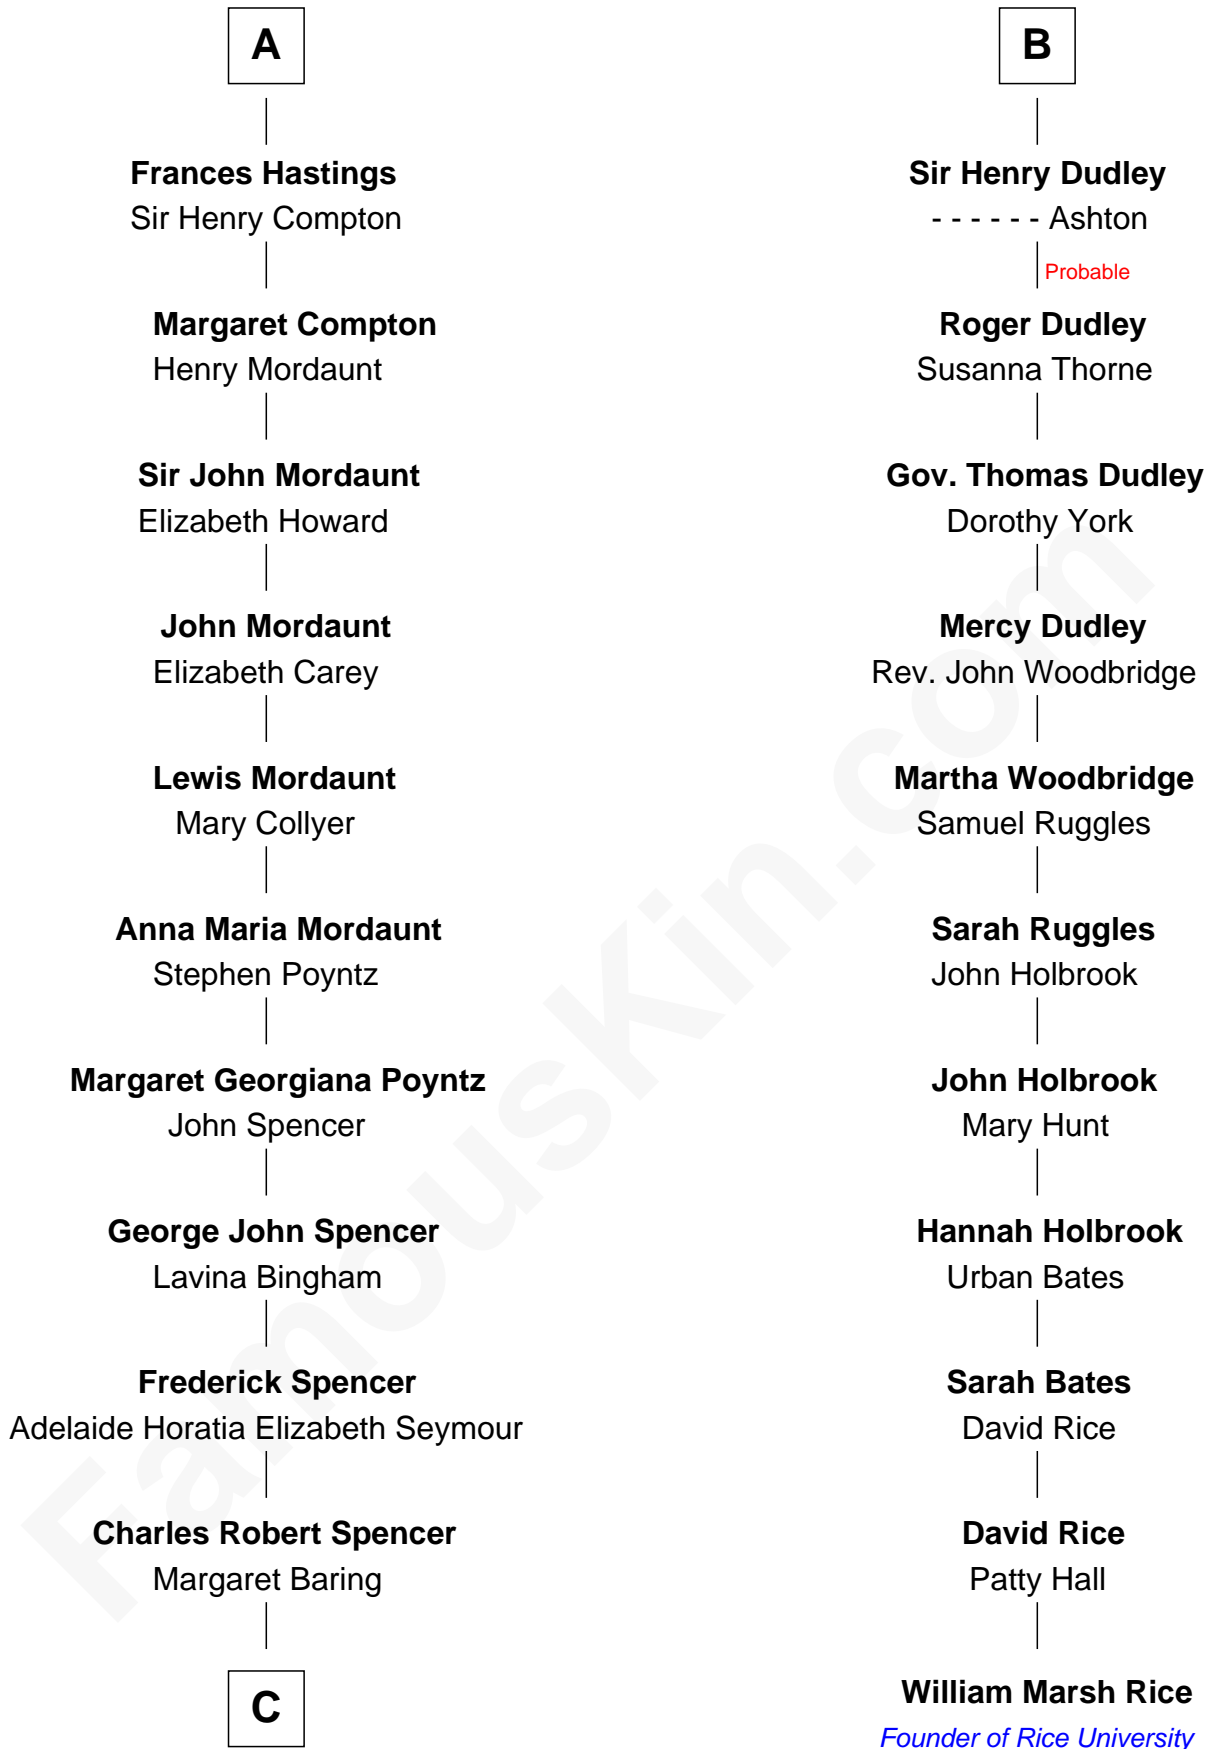 A
Frances Hastings
Sir Henry Compton
Margaret Compton
Henry Mordaunt
Sir John Mordaunt
Elizabeth Howard
John Mordaunt
Elizabeth Carey
Lewis Mordaunt
Mary Collyer
Anna Maria Mordaunt
Stephen Poyntz
Margaret Georgiana Poyntz
John Spencer
George John Spencer
Lavina Bingham
Frederick Spencer
Adelaide Horatia Elizabeth Seymour
Charles Robert Spencer
Margaret Baring
C
B
Sir Henry Dudley
- - - - - - Ashton
Probable
Roger Dudley
Susanna Thorne
Gov. Thomas Dudley
Dorothy York
Mercy Dudley
Rev. John Woodbridge
Martha Woodbridge
Samuel Ruggles
Sarah Ruggles
John Holbrook
John Holbrook
Mary Hunt
Hannah Holbrook
Urban Bates
Sarah Bates
David Rice
David Rice
Patty Hall
William Marsh Rice
Founder of Rice University
FamousKin.com